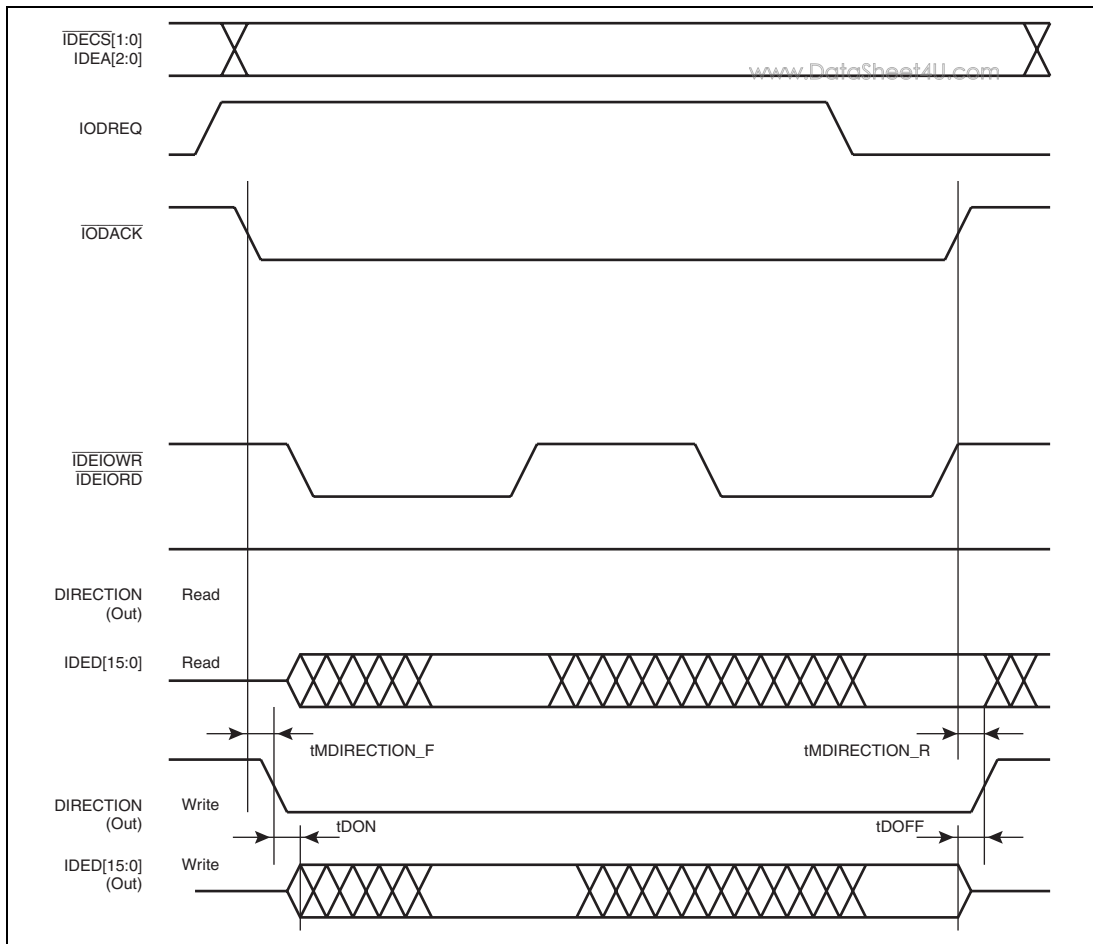 IDECS[1:0]
IDEA[2:0]
www.DataSheet4U.com
IODREQ
IODACK
IDEIOWR
IDEIORD
DIRECTION Read
(Out)
IDED[15:0] Read
tMDIRECTION_F tMDIRECTION_R
DIRECTION Write
(Out)
tDON tDOFF
IDED[15:0] Write
(Out)